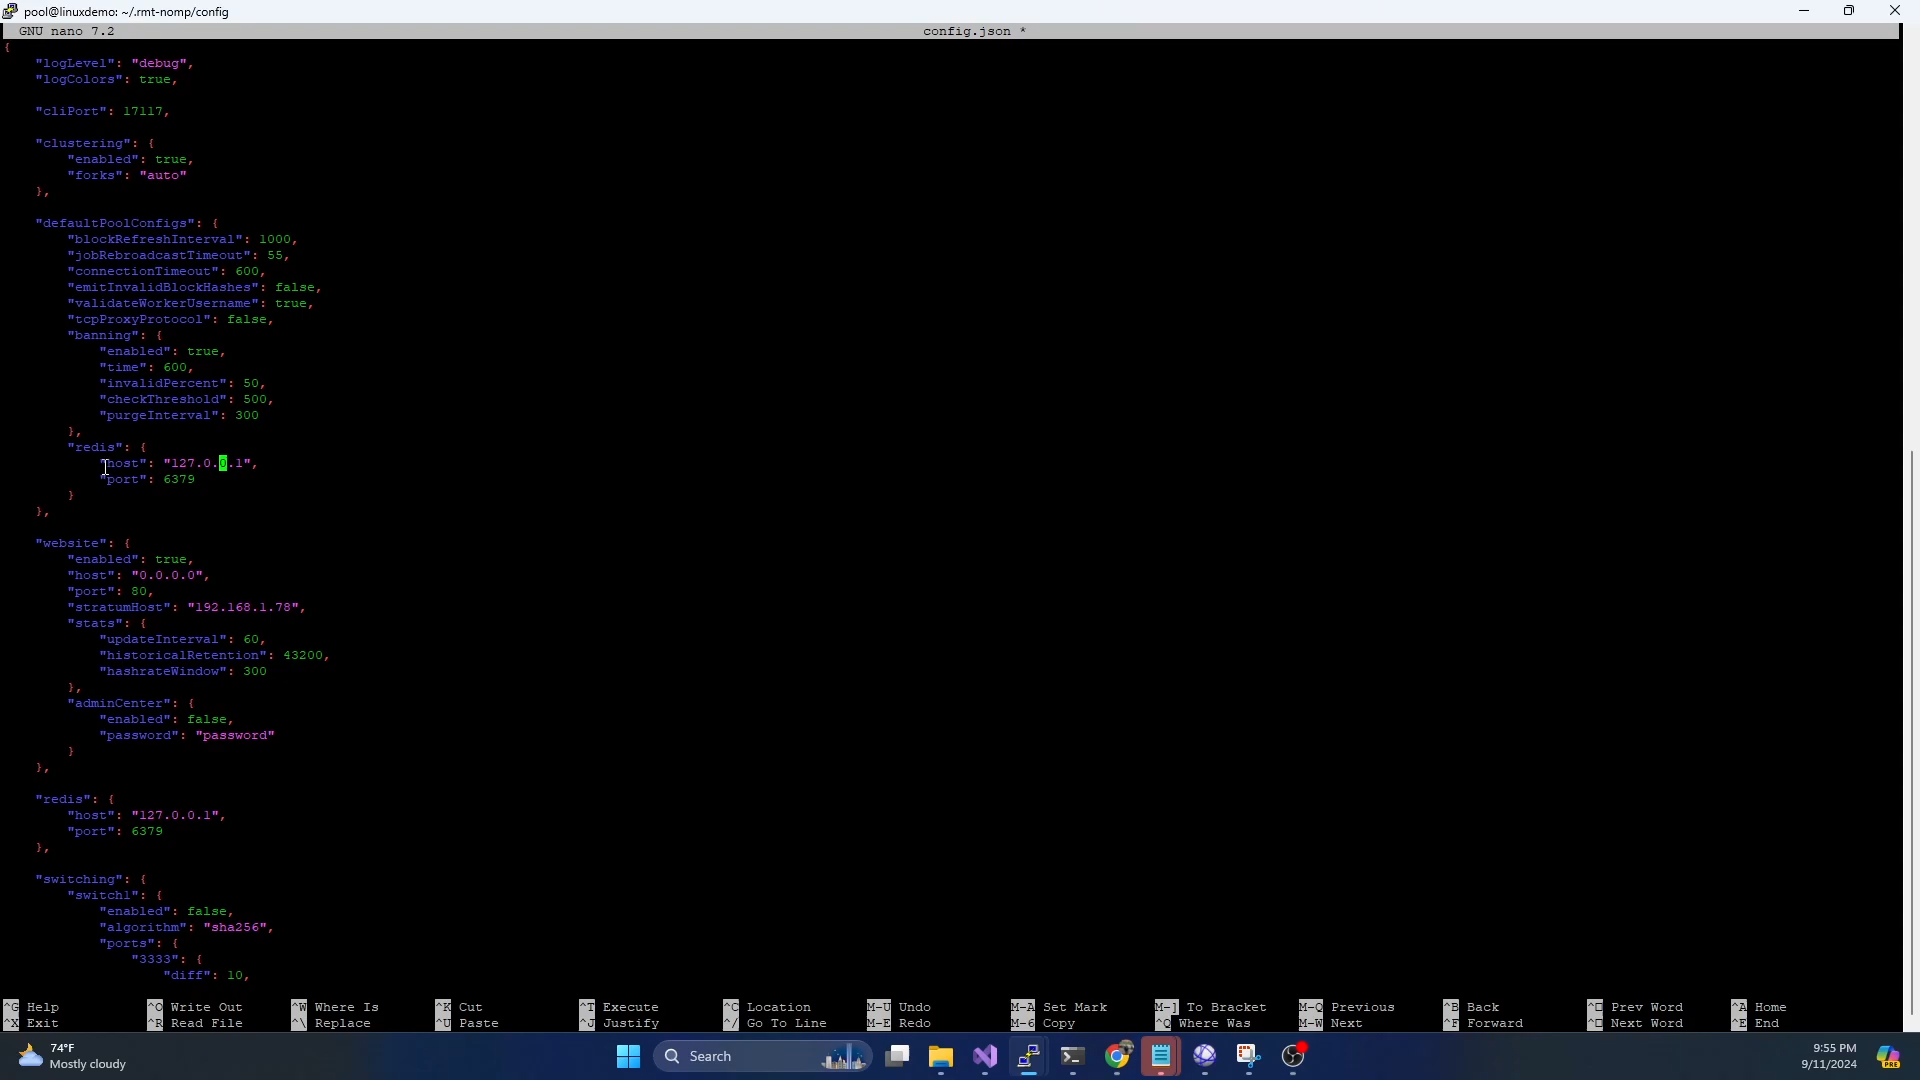 pool@linuxdemo: ~/.rmt-nomp/config
GNU nano 7.2 config.json *
{
"logLevel": "debug",
"logColors": true,
"cliPort": 17117,
"clustering": {
"enabled": true,
"forks": "auto"
},
"defaultPoolConfigs": {
"blockRefreshInterval": 1000,
"jobRebroadcastTimeout": 55,
"connectionTimeout": 600,
"emitInvalidBlockHashes": false,
"validateWorkerUsername": true,
"tcpProxyProtocol": false,
"banning": {
"enabled": true,
"time": 600,
"invalidPercent": 50,
"checkThreshold": 500,
"purgeInterval": 300
},
"redis": {
"host": "127.0.0.1",
"port": 6379
}
},
"website": {
"enabled": true,
"host": "0.0.0.0",
"port": 80,
"stratumHost": "192.168.1.78",
"stats": {
"updateInterval": 60,
"historicalRetention": 43200,
"hashrateWindow": 300
},
"adminCenter": {
"enabled": false,
"password": "password"
}
},
"redis": {
"host": "127.0.0.1",
"port": 6379
},
"switching": {
"switch1": {
"enabled": false,
"algorithm": "sha256",
"ports": {
"3333": {
"diff": 10,
^G Help ^O Write Out ^W Where Is ^K Cut ^T Execute ^C Location M-U Undo M-A Set Mark M-] To Bracket M-Q Previous ^B Back ^□ Prev Word ^A Home
^X Exit ^R Read File ^\ Replace ^U Paste ^J Justify ^/ Go To Line M-E Redo M-6 Copy ^Q Where Was M-W Next ^F Forward ^□ Next Word ^E End
74°F
Mostly cloudy
Search
PRE
9:55 PM
9/11/2024